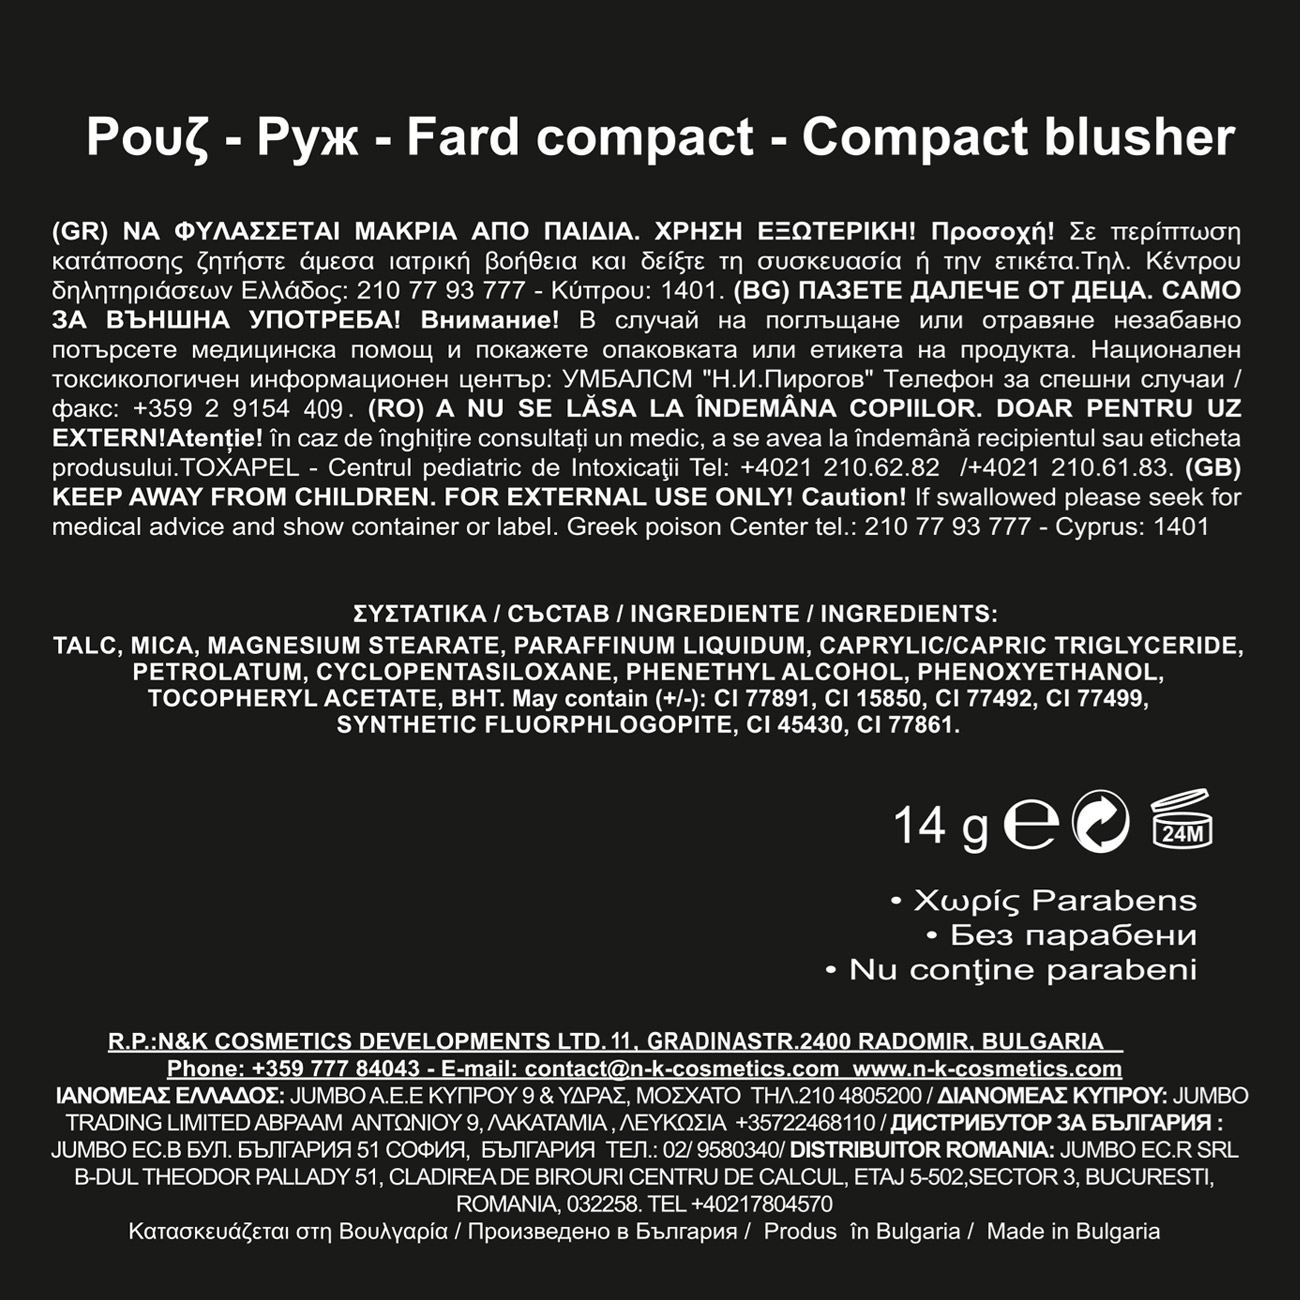 Ρουζ - Руж - Fard compact - Compact blusher
(GR) ΝΑ ΦΥΛΑΣΣΕΤΑΙ ΜΑΚΡΙΑ ΑΠΟ ΠΑΙΔΙΑ. ΧΡΗΣΗ ΕΞΩΤΕΡΙΚΗ! Προσοχή! Σε περίπτωση
κατάποσης ζητήστε άμεσα ιατρική βοήθεια και δείξτε τη συσκευασία ή την ετικέτα.Τηλ. Κέντρου
δηλητηριάσεων Ελλάδος: 210 77 93 777 - Κύπρου: 1401. (BG) ПАЗЕТЕ ДАЛЕЧЕ ОТ ДЕЦА. САМО
ЗА ВЪНШНА УПОТРЕБА! Внимание! В случай на поглъщане или отравяне незабавно
потърсете медицинска помощ и покажете опаковката или етикета на продукта. Национален
токсикологичен информационен център: УМБАЛСМ "Н.И.Пирогов" Телефон за спешни случаи /
факс: +359 2 9154 409. (RO) A NU SE LĂSA LA ÎNDEMÂNA COPIILOR. DOAR PENTRU UZ
EXTERN!Atenție! în caz de înghițire consultați un medic, a se avea la îndemână recipientul sau eticheta
produsului.TOXAPEL - Centrul pediatric de Intoxicaţii Tel: +4021 210.62.82 /+4021 210.61.83. (GB)
KEEP AWAY FROM CHILDREN. FOR EXTERNAL USE ONLY! Caution! If swallowed please seek for
medical advice and show container or label. Greek poison Center tel.: 210 77 93 777 - Cyprus: 1401
ΣΥΣΤΑΤΙΚΑ / СЪСТАВ / INGREDIENTE / INGREDIENTS:
TALC, MICA, MAGNESIUM STEARATE, PARAFFINUM LIQUIDUM, CAPRYLIC/CAPRIC TRIGLYCERIDE,
PETROLATUM, CYCLOPENTASILOXANE, PHENETHYL ALCOHOL, PHENOXYETHANOL,
TOCOPHERYL ACETATE, BHT. May contain (+/-): CI 77891, CI 15850, CI 77492, CI 77499,
SYNTHETIC FLUORPHLOGOPITE, CI 45430, CI 77861.
14 g ℮ 24M
• Χωρίς Parabens
• Без парабени
• Nu conţine parabeni
R.P.:N&K COSMETICS DEVELOPMENTS LTD. 11, GRADINASTR.2400 RADOMIR, BULGARIA
Phone: +359 777 84043 - E-mail: contact@n-k-cosmetics.com www.n-k-cosmetics.com
ΙΑΝΟΜΕΑΣ ΕΛΛΑΔΟΣ: JUMBO A.E.E ΚΥΠΡΟΥ 9 & ΥΔΡΑΣ, ΜΟΣΧΑΤΟ ΤΗΛ.210 4805200 / ΔΙΑΝΟΜΕΑΣ ΚΥΠΡΟΥ: JUMBO
TRADING LIMITED ΑΒΡΑΑΜ ΑΝΤΩΝΙΟΥ 9, ΛΑΚΑΤΑΜΙΑ , ΛΕΥΚΩΣΙΑ +35722468110 / ДИСТРИБУТОР ЗА БЪЛГАРИЯ :
JUMBO EC.B БУЛ. БЪЛГАРИЯ 51 СОФИЯ, БЪЛГАРИЯ ТЕЛ.: 02/ 9580340/ DISTRIBUITOR ROMANIA: JUMBO EC.R SRL
B-DUL THEODOR PALLADY 51, CLADIREA DE BIROURI CENTRU DE CALCUL, ETAJ 5-502,SECTOR 3, BUCURESTI,
ROMANIA, 032258. TEL +40217804570
Κατασκευάζεται στη Βουλγαρία / Произведено в България / Produs în Bulgaria / Made in Bulgaria